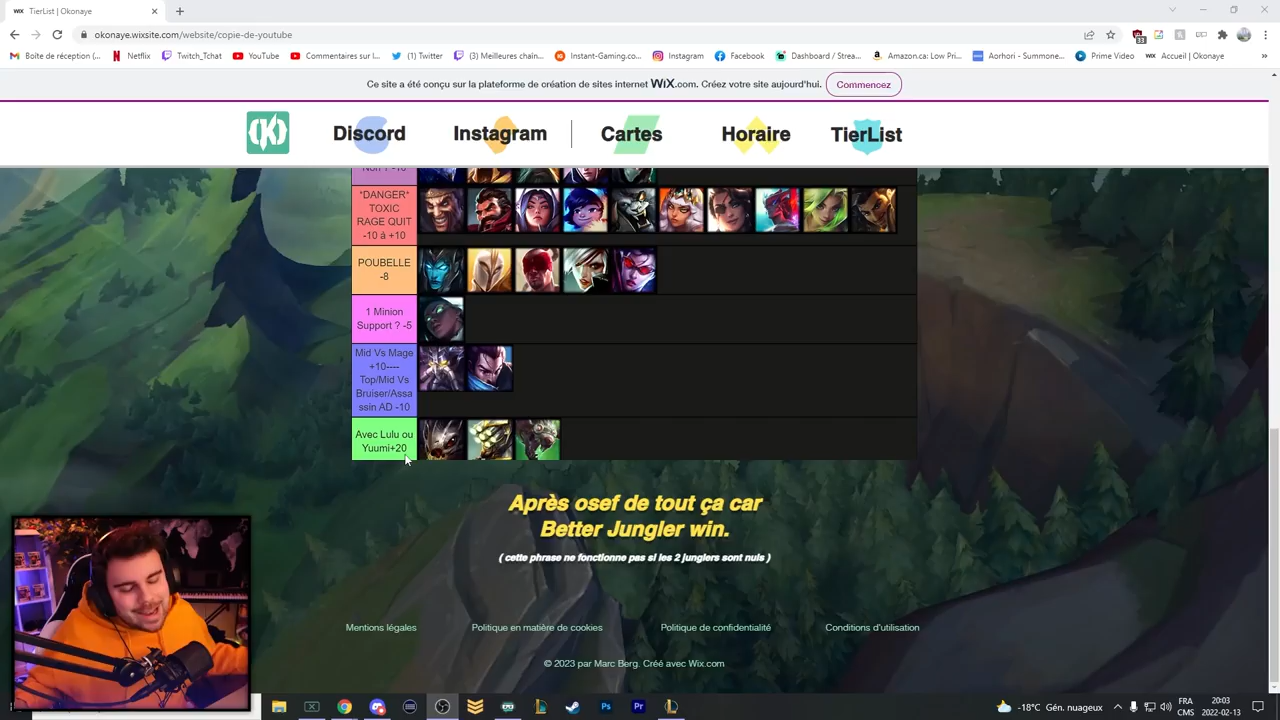 TierList | Okonaye
okonaye.wixsite.com/website/copie-de-youtube
33
Boîte de réception (... Netflix Twitch_Tchat YouTube Commentaires sur l... (1) Twitter (3) Meilleures chaîn... Instant-Gaming.co... Instagram Facebook Dashboard / Strea... Amazon.ca: Low Pri... Aorhori - Summone... Prime Video Accueil | Okonaye
Ce site a été conçu sur la plateforme de création de sites internet WiX.com. Créez votre site aujourd'hui. Commencez
Discord Instagram Cartes Horaire TierList
Non ? -10
*DANGER*
TOXIC
RAGE QUIT
-10 à +10
POUBELLE
-8
1 Minion
Support ? -5
Mid Vs Mage
+10----
Top/Mid Vs
Bruiser/Assa
ssin AD -10
Avec Lulu ou
Yuumi+20
Après osef de tout ça car
Better Jungler win.
( cette phrase ne fonctionne pas si les 2 junglers sont nuls )
Mentions légales Politique en matière de cookies Politique de confidentialité Conditions d'utilisation
© 2023 par Marc Berg. Créé avec Wix.com
-18°C Gén. nuageux
FRA
CMS
20:03
2022-02-13